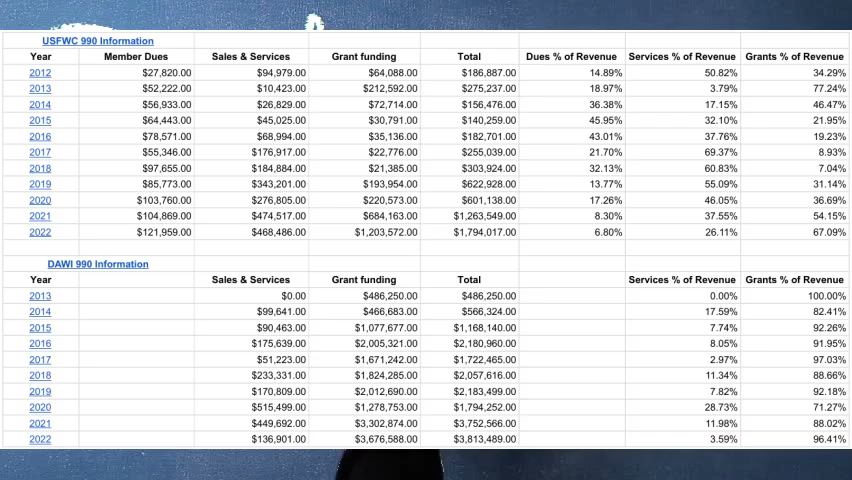 USFWC 990 Information
Year Member Dues Sales & Services Grant funding Total Dues % of Revenue Services % of Revenue Grants % of Revenue
2012 $27,820.00 $94,979.00 $64,088.00 $186,887.00 14.89% 50.82% 34.29%
2013 $52,222.00 $10,423.00 $212,592.00 $275,237.00 18.97% 3.79% 77.24%
2014 $56,933.00 $26,829.00 $72,714.00 $156,476.00 36.38% 17.15% 46.47%
2015 $64,443.00 $45,025.00 $30,791.00 $140,259.00 45.95% 32.10% 21.95%
2016 $78,571.00 $68,994.00 $35,136.00 $182,701.00 43.01% 37.76% 19.23%
2017 $55,346.00 $176,917.00 $22,776.00 $255,039.00 21.70% 69.37% 8.93%
2018 $97,655.00 $184,884.00 $21,385.00 $303,924.00 32.13% 60.83% 7.04%
2019 $85,773.00 $343,201.00 $193,954.00 $622,928.00 13.77% 55.09% 31.14%
2020 $103,760.00 $276,805.00 $220,573.00 $601,138.00 17.26% 46.05% 36.69%
2021 $104,869.00 $474,517.00 $684,163.00 $1,263,549.00 8.30% 37.55% 54.15%
2022 $121,959.00 $468,486.00 $1,203,572.00 $1,794,017.00 6.80% 26.11% 67.09%
DAWI 990 Information
Year Sales & Services Grant funding Total Services % of Revenue Grants % of Revenue
2013 $0.00 $486,250.00 $486,250.00 0.00% 100.00%
2014 $99,641.00 $466,683.00 $566,324.00 17.59% 82.41%
2015 $90,463.00 $1,077,677.00 $1,168,140.00 7.74% 92.26%
2016 $175,639.00 $2,005,321.00 $2,180,960.00 8.05% 91.95%
2017 $51,223.00 $1,671,242.00 $1,722,465.00 2.97% 97.03%
2018 $233,331.00 $1,824,285.00 $2,057,616.00 11.34% 88.66%
2019 $170,809.00 $2,012,690.00 $2,183,499.00 7.82% 92.18%
2020 $515,499.00 $1,278,753.00 $1,794,252.00 28.73% 71.27%
2021 $449,692.00 $3,302,874.00 $3,752,566.00 11.98% 88.02%
2022 $136,901.00 $3,676,588.00 $3,813,489.00 3.59% 96.41%